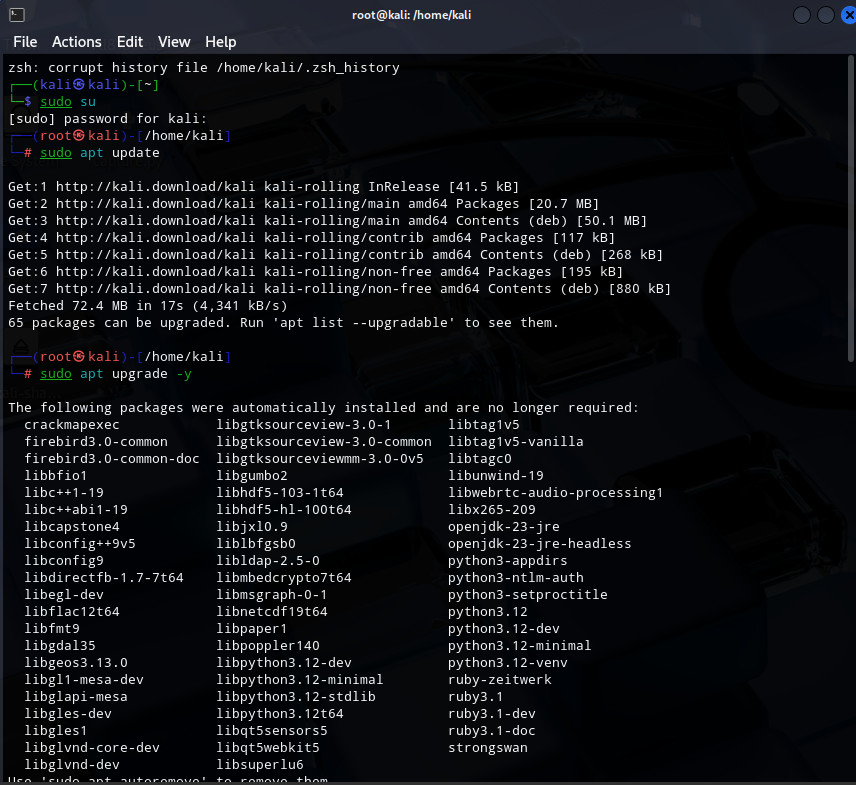 root@kali: /home/kali
File Actions Edit View Help
zsh: corrupt history file /home/kali/.zsh_history
┌──(kali㉿kali)-[~]
└─$ sudo su
[sudo] password for kali:
┌──(root㉿kali)-[/home/kali]
└─# sudo apt update
Get:1 http://kali.download/kali kali-rolling InRelease [41.5 kB]
Get:2 http://kali.download/kali kali-rolling/main amd64 Packages [20.7 MB]
Get:3 http://kali.download/kali kali-rolling/main amd64 Contents (deb) [50.1 MB]
Get:4 http://kali.download/kali kali-rolling/contrib amd64 Packages [117 kB]
Get:5 http://kali.download/kali kali-rolling/contrib amd64 Contents (deb) [268 kB]
Get:6 http://kali.download/kali kali-rolling/non-free amd64 Packages [195 kB]
Get:7 http://kali.download/kali kali-rolling/non-free amd64 Contents (deb) [880 kB]
Fetched 72.4 MB in 17s (4,341 kB/s)
65 packages can be upgraded. Run 'apt list --upgradable' to see them.
┌──(root㉿kali)-[/home/kali]
└─# sudo apt upgrade -y
The following packages were automatically installed and are no longer required:
crackmapexec libgtksourceview-3.0-1 libtag1v5
firebird3.0-common libgtksourceview-3.0-common libtag1v5-vanilla
firebird3.0-common-doc libgtksourceviewmm-3.0-0v5 libtagc0
libbfio1 libgumbo2 libunwind-19
libc++1-19 libhdf5-103-1t64 libwebrtc-audio-processing1
libc++abi1-19 libhdf5-hl-100t64 libx265-209
libcapstone4 libjxl0.9 openjdk-23-jre
libconfig++9v5 liblbfgsb0 openjdk-23-jre-headless
libconfig9 libldap-2.5-0 python3-appdirs
libdirectfb-1.7-7t64 libmbedcrypto7t64 python3-ntlm-auth
libegl-dev libmsgraph-0-1 python3-setproctitle
libflac12t64 libnetcdf19t64 python3.12
libfmt9 libpaper1 python3.12-dev
libgdal35 libpoppler140 python3.12-minimal
libgeos3.13.0 libpython3.12-dev python3.12-venv
libgl1-mesa-dev libpython3.12-minimal ruby-zeitwerk
libglapi-mesa libpython3.12-stdlib ruby3.1
libgles-dev libpython3.12t64 ruby3.1-dev
libgles1 libqt5sensors5 ruby3.1-doc
libglvnd-core-dev libqt5webkit5 strongswan
libglvnd-dev libsuperlu6
Use 'sudo apt autoremove' to remove them